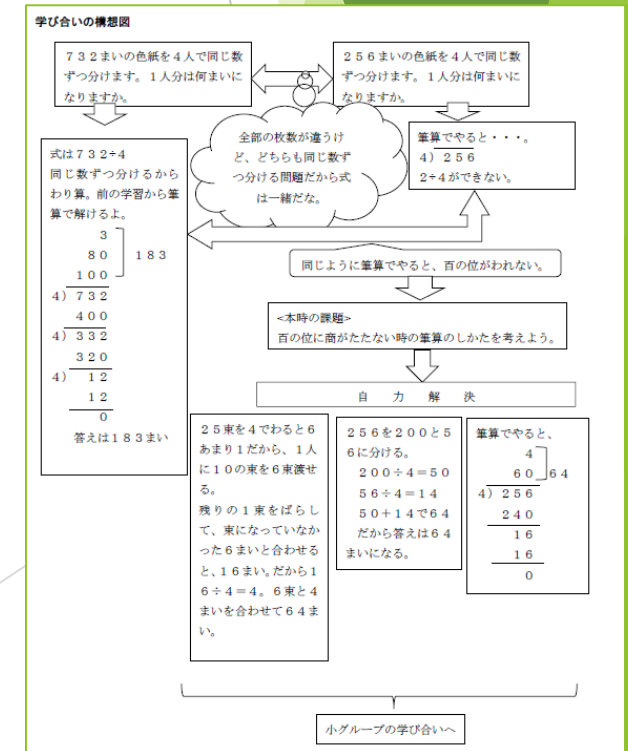 学び合いの構想図
７３２まいの色紙を４人で同じ数
ずつ分けます。１人分は何まいに
なりますか。
２５６まいの色紙を４人で同じ数
ずつ分けます。１人分は何まいに
なりますか。
全部の枚数が違うけ
ど、どちらも同じ数ず
つ分ける問題だから式
は一緒だな。
筆算でやると・・・。
４）２５６
２÷４ができない。
式は７３２÷４
同じ数ずつ分けるから
わり算。前の学習から筆
算で解けるよ。
３
８０ １８３
１００
４）７３２
４００
４）３３２
３２０
４） １２
１２
０
答えは１８３まい
同じように筆算でやると、百の位がわれない。
<本時の課題>
百の位に商がたたない時の筆算のしかたを考えよう。
自 力 解 決
２５束を４でわると６
あまり１だから、１人
に１０の束を６束渡せ
る。
残りの１束をばらし
て、束になっていなか
った６まいと合わせる
と、１６まい。だから１
６÷４＝４。６束と４
まいを合わせて６４ま
い。
２５６を２００と５
６に分ける。
２００÷４＝５０
５６÷４＝１４
５０＋１４で６４
だから答えは６４
まいになる。
筆算でやると、
４
６０ ６４
４）２５６
２４０
１６
１６
０
小グループの学び合いへ